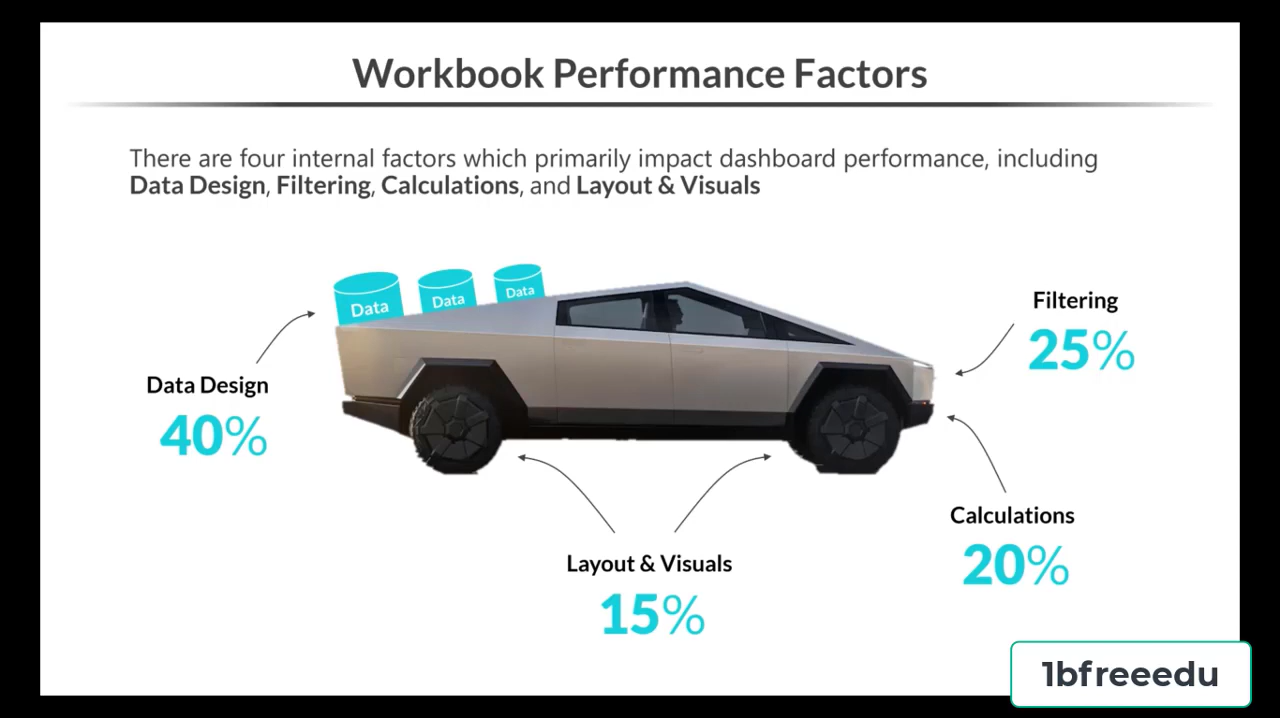 Workbook Performance Factors
There are four internal factors which primarily impact dashboard performance, including
Data Design, Filtering, Calculations, and Layout & Visuals
Data
Data
Data
Filtering
25%
Data Design
40%
Calculations
20%
Layout & Visuals
15%
1bfreeedu